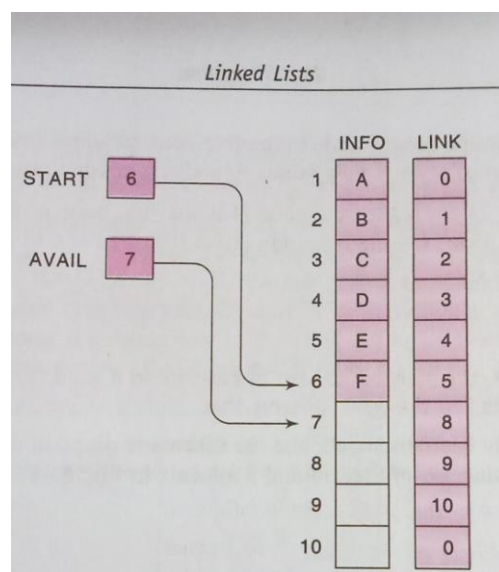 Linked Lists
INFO LINK
START 6 1 A 0
2 B 1
AVAIL 7 3 C 2
4 D 3
5 E 4
6 F 5
7 8
8 9
9 10
10 0